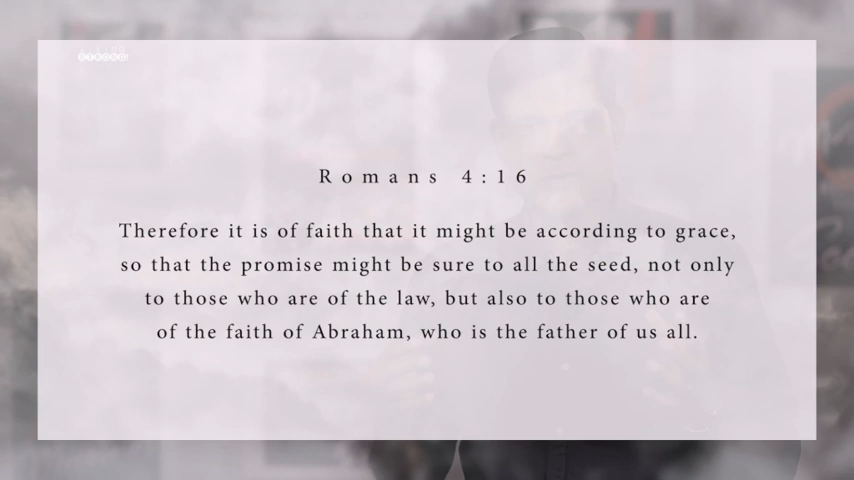 LIVING
STRONG!
Romans 4:16
Therefore it is of faith that it might be according to grace,
so that the promise might be sure to all the seed, not only
to those who are of the law, but also to those who are
of the faith of Abraham, who is the father of us all.